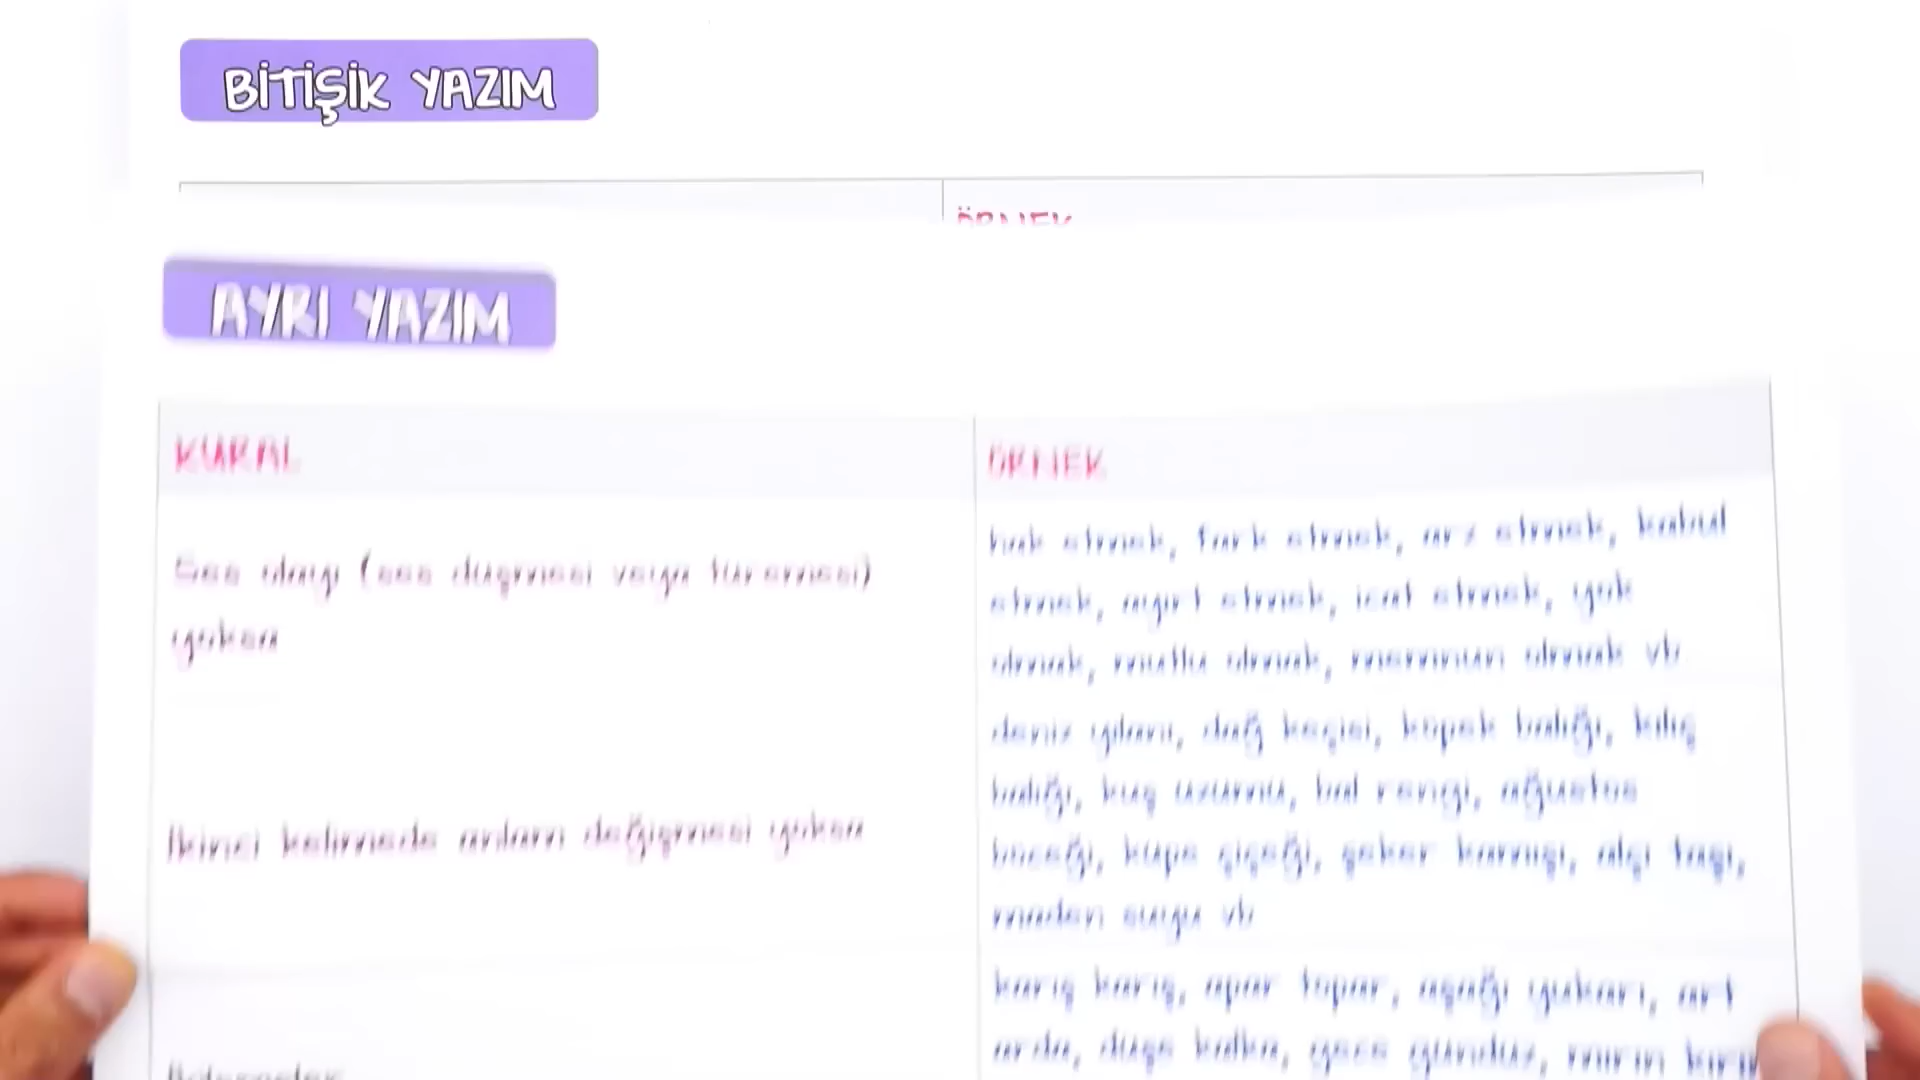 BİTİŞİK YAZIM
ÖRNEK
AYRI YAZIM
KURAL
ÖRNEK
hak etmek, fark etmek, arz etmek, kabul
Ses olayı (ses düşmesi veya türemesi)
etmek, ayırt etmek, icat etmek, yok
yoksa
olmak, mutlu olmak, memnun olmak vb
deniz yılanı, dağ keçisi, köpek balığı, kılıç
balığı, kuş üzümü, bal rengi, ağustos
İkinci kelimede anlam değişmesi yoksa
böceği, küpe çiçeği, şeker kamışı, alçı taşı,
maden suyu vb
karış karış, apar topar, aşağı yukarı, art
arda, düşe kalka, gece gündüz,